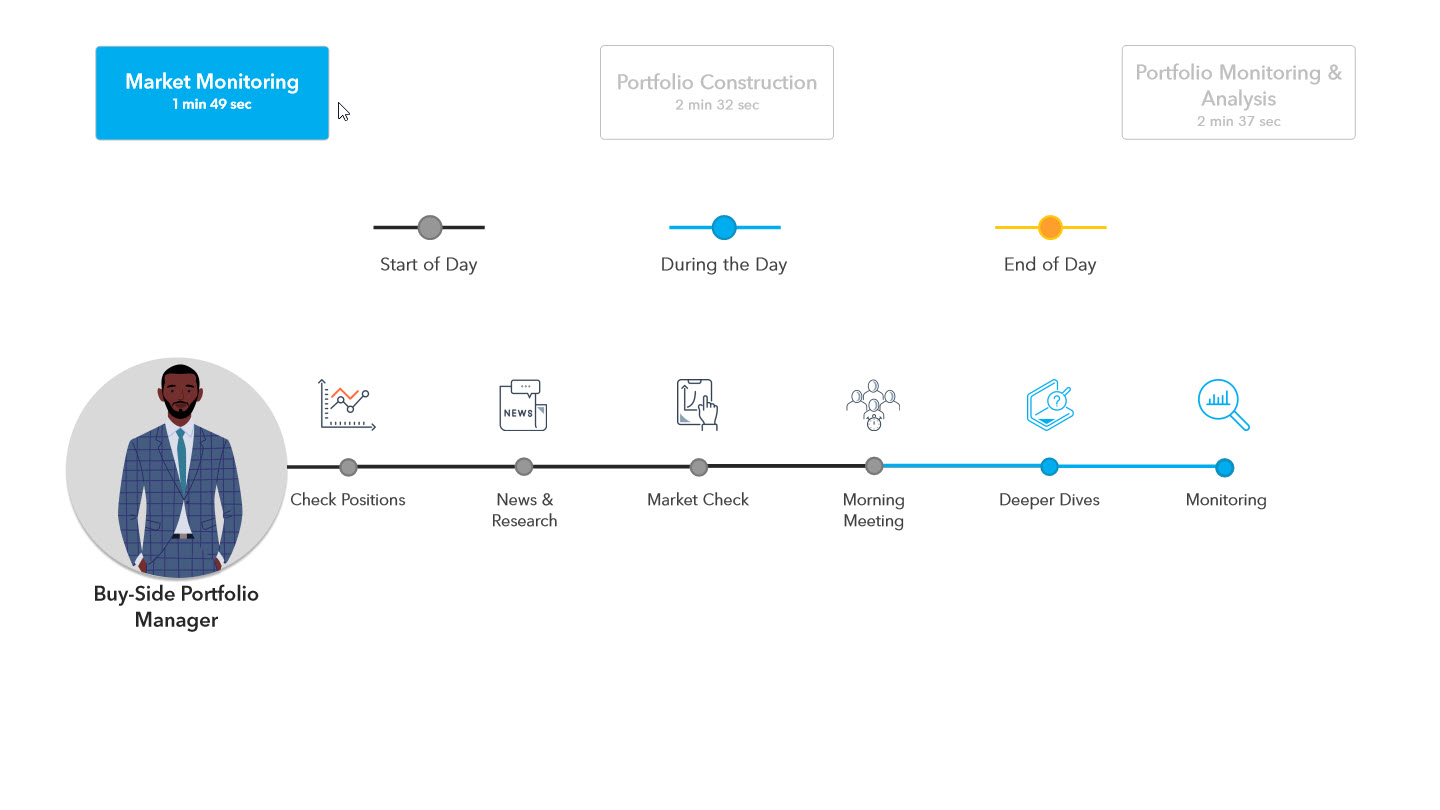 Market Monitoring
1 min 49 sec
Portfolio Construction
2 min 32 sec
Portfolio Monitoring &
Analysis
2 min 37 sec
Start of Day
During the Day
End of Day
NEWS
?
Check Positions
News &
Research
Market Check
Morning
Meeting
Deeper Dives
Monitoring
Buy-Side Portfolio
Manager